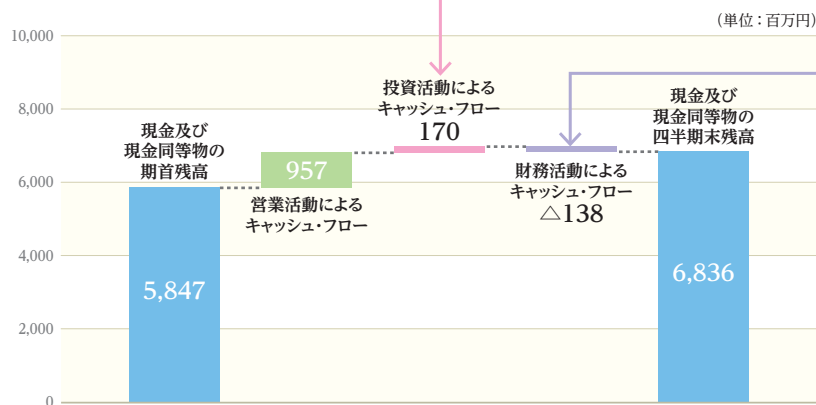 (単位：百万円)
10,000
8,000
6,000
4,000
2,000
0
現金及び
現金同等物の
期首残高
5,847
957
営業活動による
キャッシュ・フロー
投資活動による
キャッシュ・フロー
170
財務活動による
キャッシュ・フロー
△138
現金及び
現金同等物の
四半期末残高
6,836